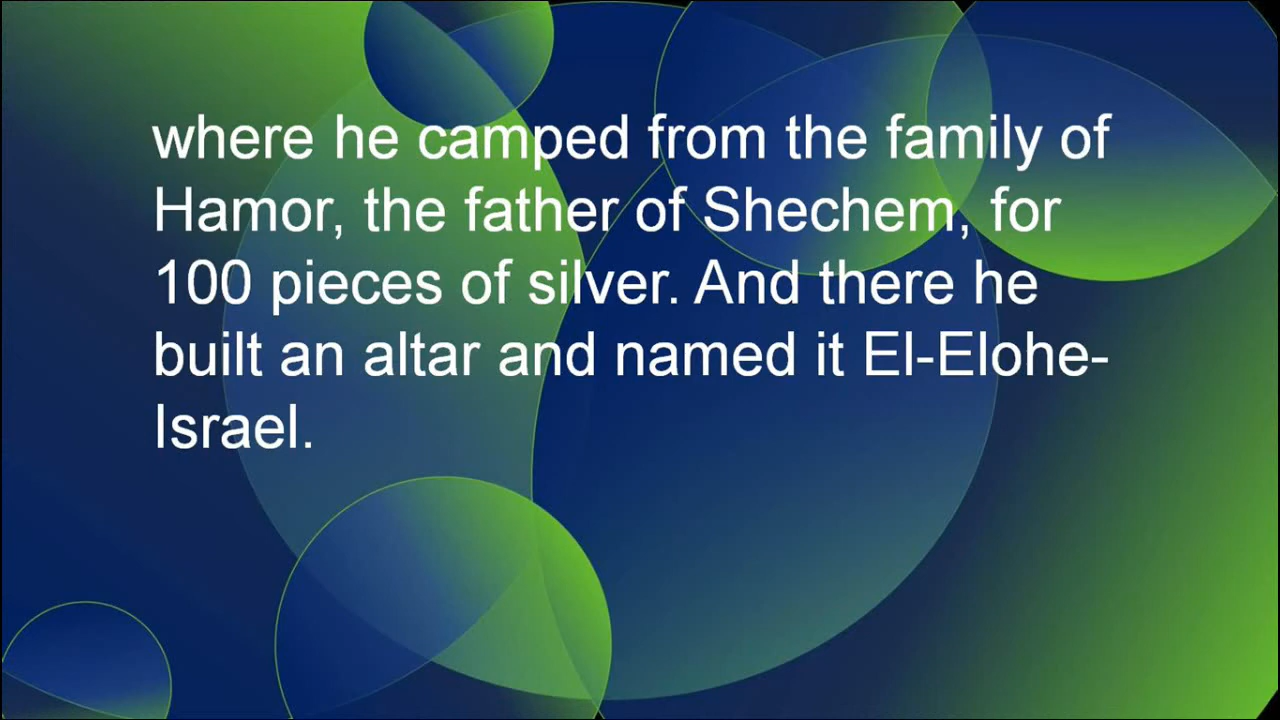 where he camped from the family of
Hamor, the father of Shechem, for
100 pieces of silver. And there he
built an altar and named it El-Elohe-
Israel.